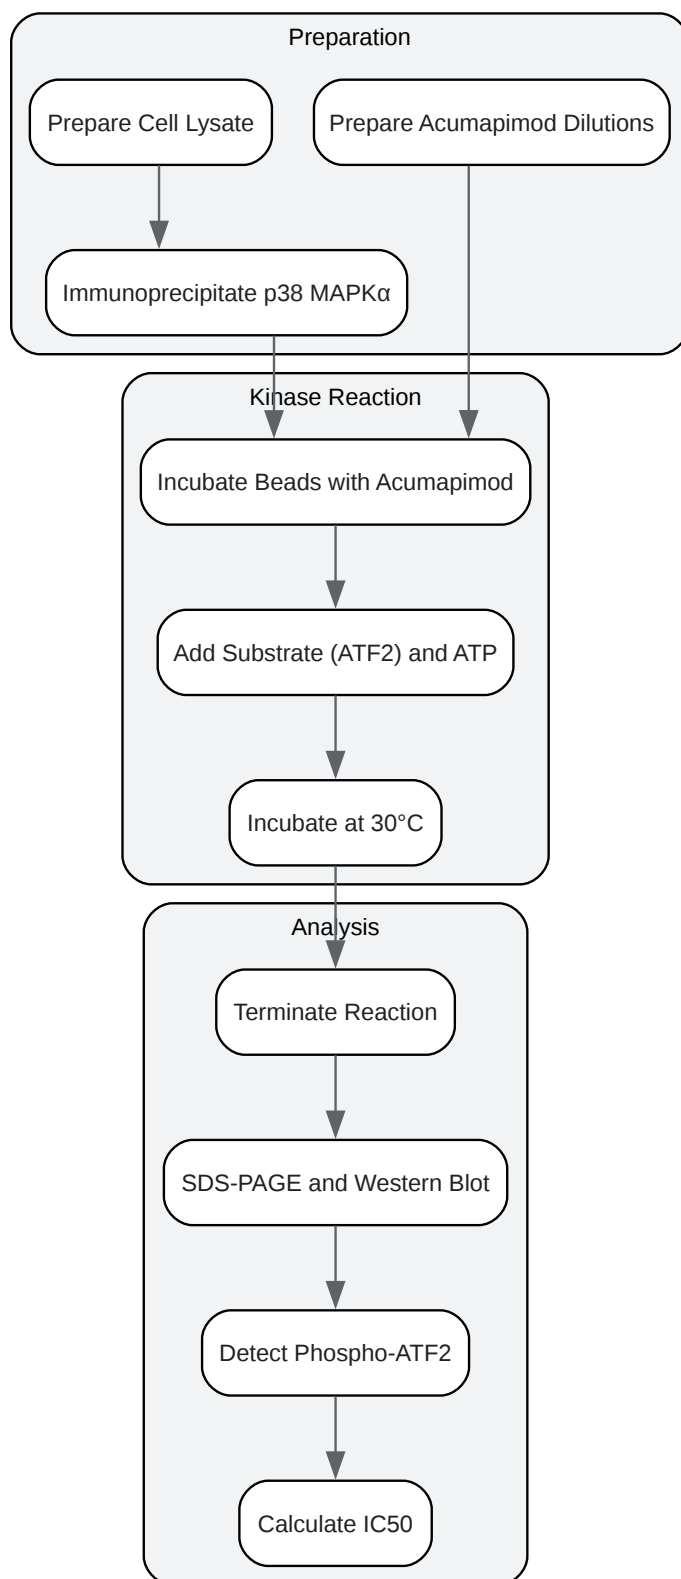 Preparation
Prepare Cell Lysate
Prepare Acumapimod Dilutions
Immunoprecipitate p38 MAPKα
Kinase Reaction
Incubate Beads with Acumapimod
Add Substrate (ATF2) and ATP
Incubate at 30°C
Analysis
Terminate Reaction
SDS-PAGE and Western Blot
Detect Phospho-ATF2
Calculate IC50